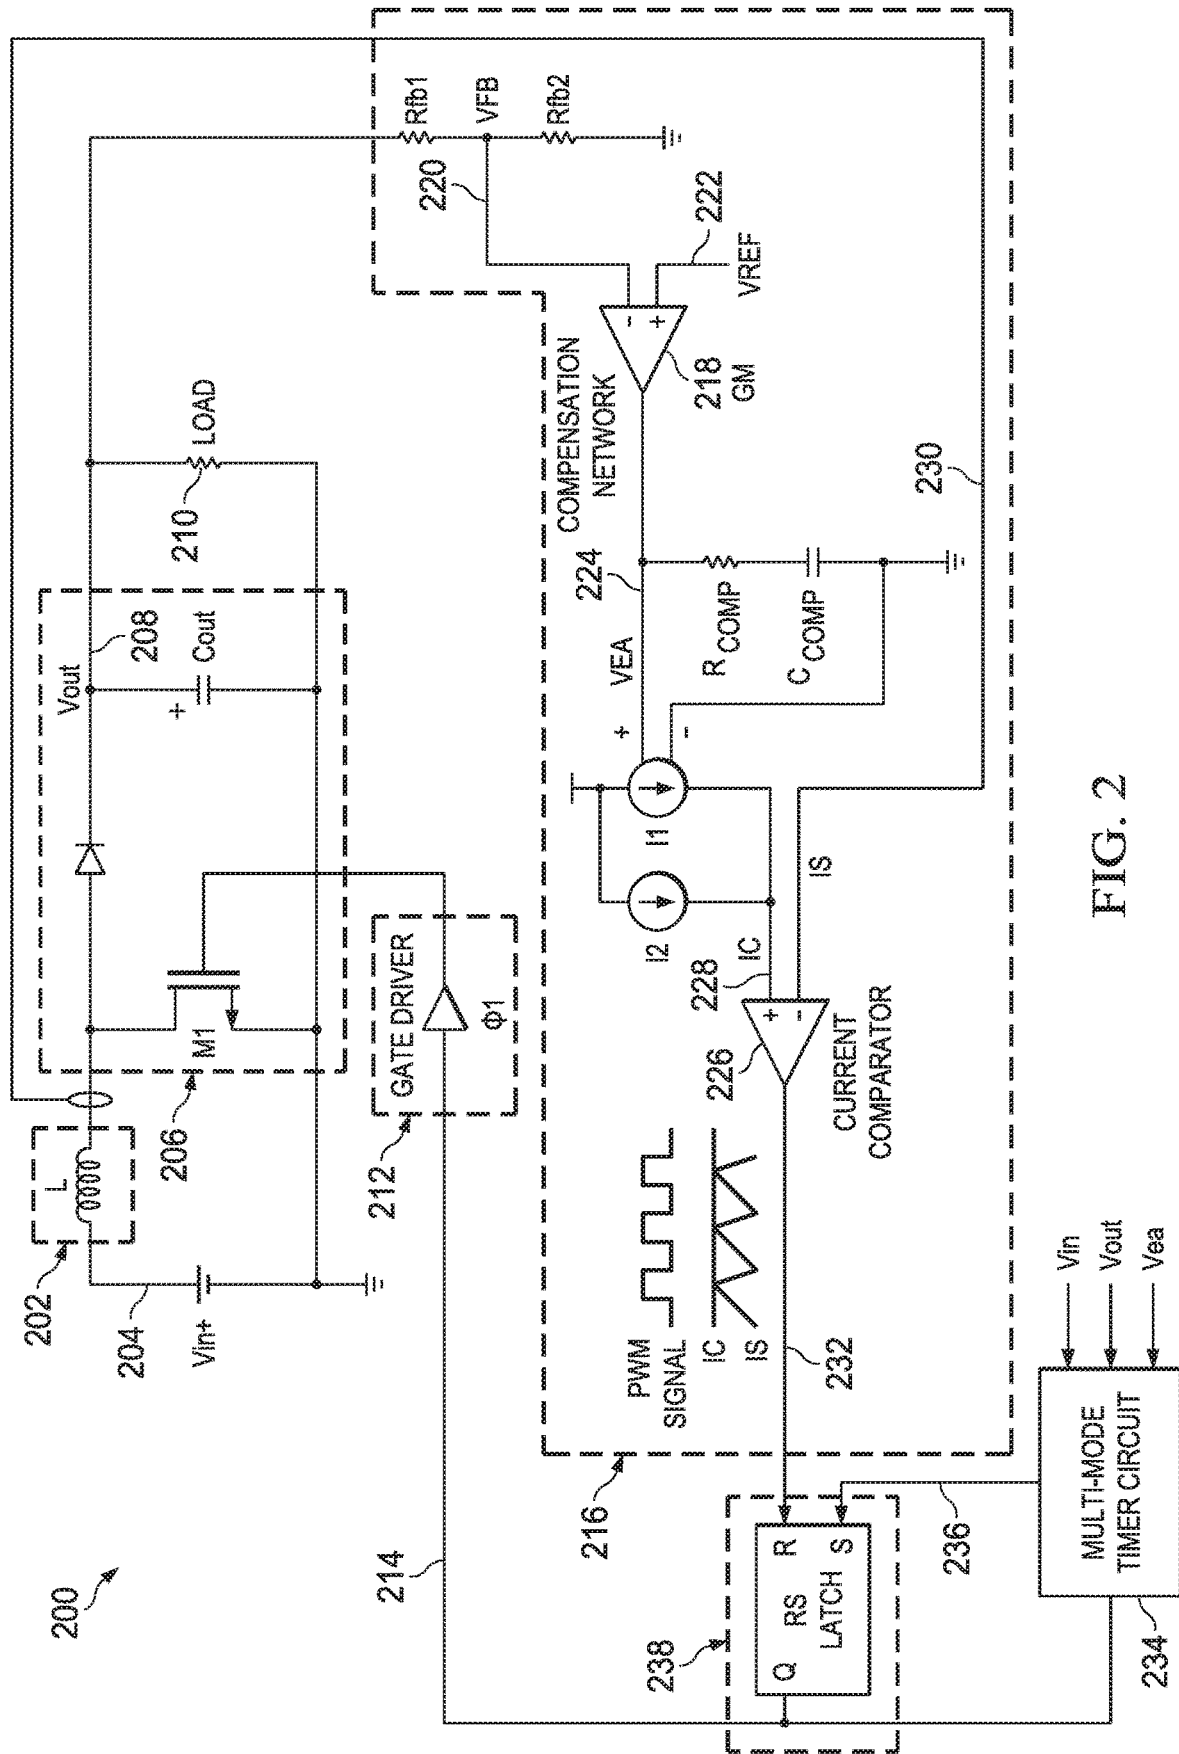 200
202
L
204
Vin+
206
M1
Vout
208
Cout
+
210
LOAD
212
GATE DRIVER
Φ1
214
Rfb1
VFB
Rfb2
220
222
VREF
-
+
218
GM
COMPENSATION
NETWORK
224
VEA
RCOMP
CCOMP
+
-
I1
I2
IS
IC
228
230
226
+
-
CURRENT
COMPARATOR
PWM
SIGNAL
IC
IS
232
216
238
R
S
Q
RS
LATCH
236
Vin
Vout
Vea
MULTI-MODE
TIMER CIRCUIT
234
FIG. 2